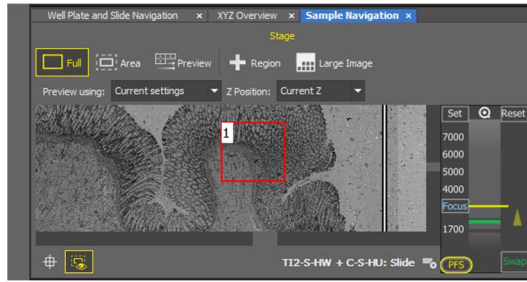 Well Plate and Slide Navigation × XYZ Overview × Sample Navigation ×
Stage
Full Area Preview Region Large Image
Preview using: Current settings Z Position: Current Z
Set Reset
1
7000
6000
5000
4000
Focus
1700
TI2-S-HW + C-S-HU: Slide PFS Swap